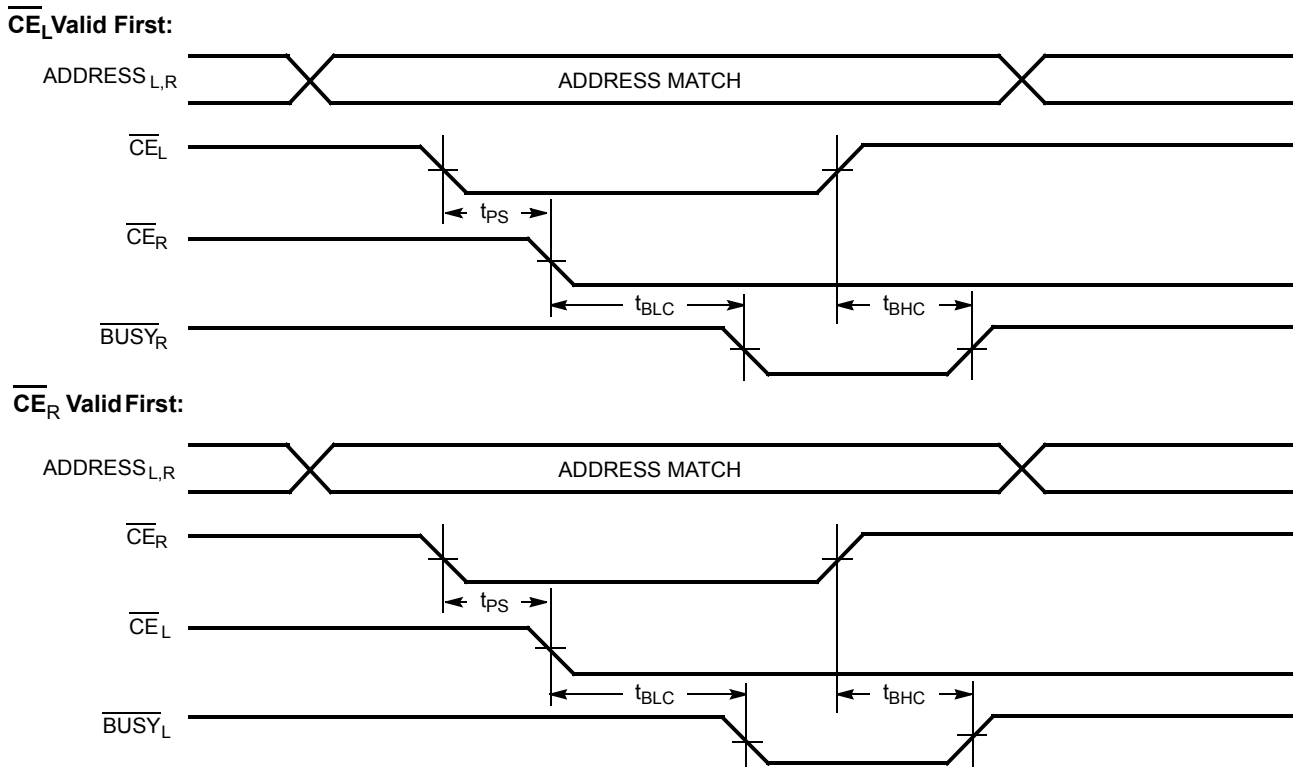 CE_L Valid First:
ADDRESS_L,R
ADDRESS MATCH
CE_L
t_PS
CE_R
t_BLC
t_BHC
BUSY_R
CE_R Valid First:
ADDRESS_L,R
ADDRESS MATCH
CE_R
t_PS
CE_L
t_BLC
t_BHC
BUSY_L